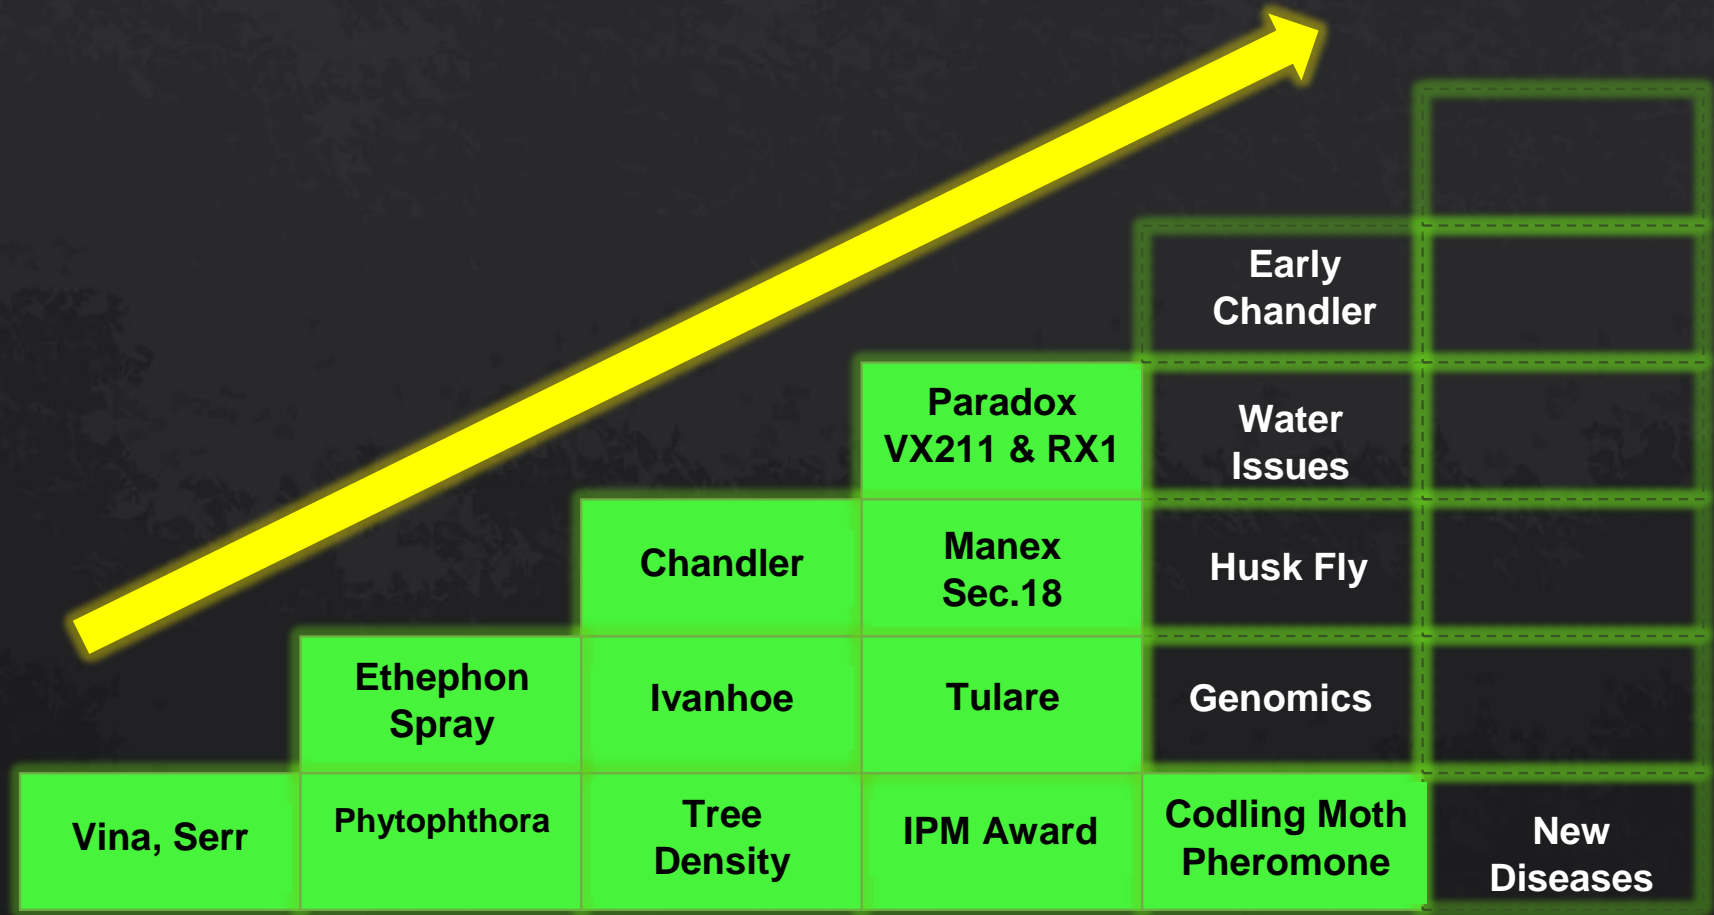 Early
Chandler
Paradox
VX211 & RX1
Water
Issues
Chandler
Manex
Sec.18
Husk Fly
Ethephon
Spray
Ivanhoe
Tulare
Genomics
Vina, Serr
Phytophthora
Tree
Density
IPM Award
Codling Moth
Pheromone
New
Diseases